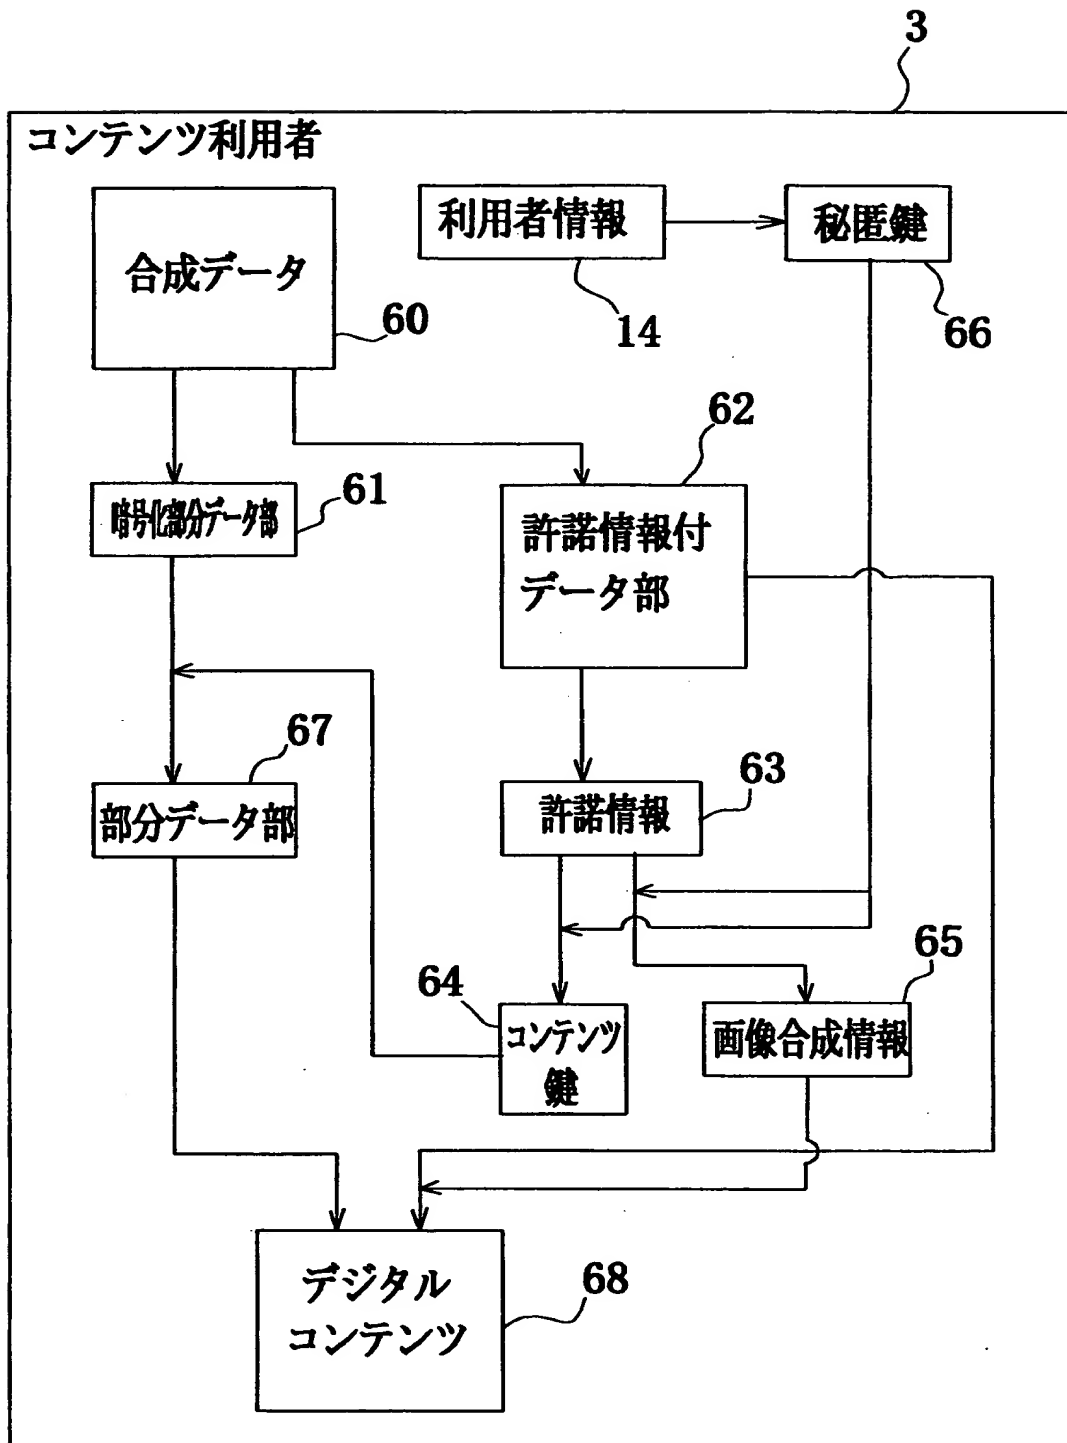 3
コンテンツ利用者
合成データ
60
利用者情報
14
秘匿鍵
66
暗号化部分データ部
61
62
許諾情報付
データ部
67
部分データ部
63
許諾情報
64
コンテンツ
鍵
65
画像合成情報
デジタル
コンテンツ
68